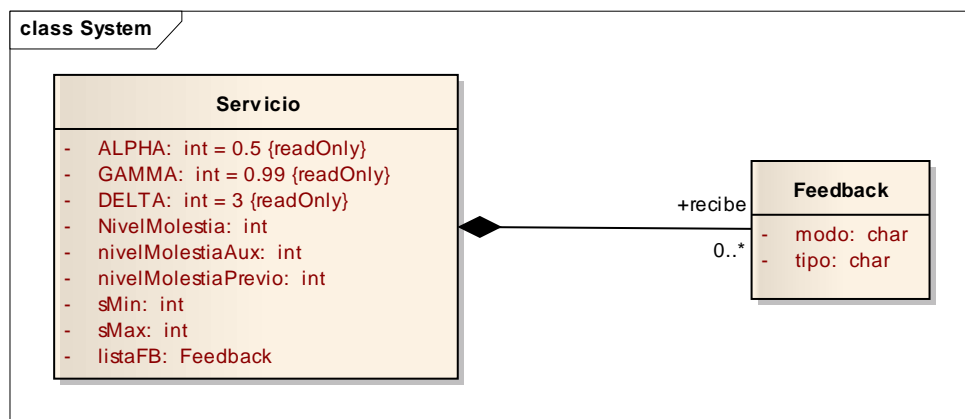 class System
Servicio
- ALPHA: int = 0.5 {readOnly}
- GAMMA: int = 0.99 {readOnly}
- DELTA: int = 3 {readOnly}
- NivelMolestia: int
- nivelMolestiaAux: int
- nivelMolestiaPrevio: int
- sMin: int
- sMax: int
- listaFB: Feedback
+recibe
0..*
Feedback
- modo: char
- tipo: char